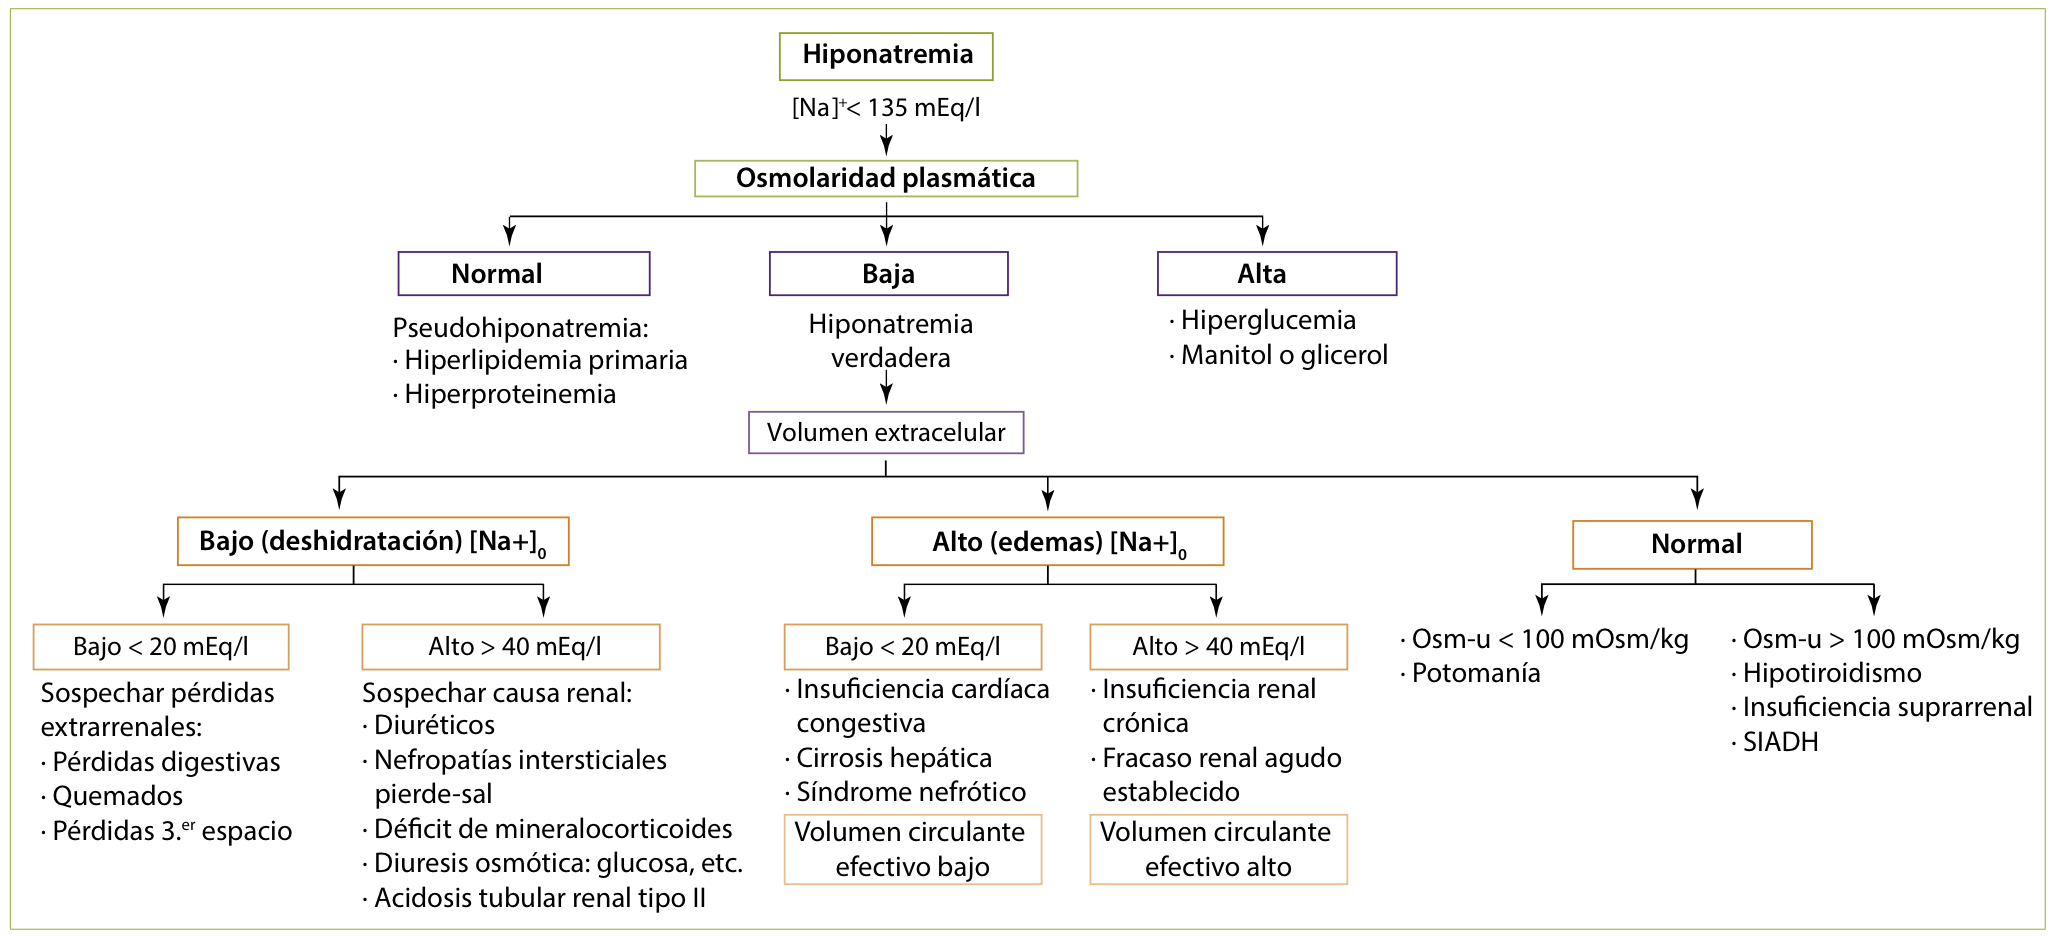 Hiponatremia
[Na]⁺< 135 mEq/l
Osmolaridad plasmática
Normal
Pseudohiponatremia:
· Hiperlipidemia primaria
· Hiperproteinemia
Baja
Hiponatremia
verdadera
Alta
· Hiperglucemia
· Manitol o glicerol
Volumen extracelular
Bajo (deshidratación) [Na+]₀
Bajo < 20 mEq/l
Sospechar pérdidas
extrarrenales:
· Pérdidas digestivas
· Quemados
· Pérdidas 3.ᵉʳ espacio
Alto > 40 mEq/l
Sospechar causa renal:
· Diuréticos
· Nefropatías intersticiales
pierde-sal
· Déficit de mineralocorticoides
· Diuresis osmótica: glucosa, etc.
· Acidosis tubular renal tipo II
Alto (edemas) [Na+]₀
Bajo < 20 mEq/l
· Insuficiencia cardíaca
congestiva
· Cirrosis hepática
· Síndrome nefrótico
Volumen circulante
efectivo bajo
Alto > 40 mEq/l
· Insuficiencia renal
crónica
· Fracaso renal agudo
establecido
Volumen circulante
efectivo alto
Normal
· Osm-u < 100 mOsm/kg
· Potomanía
· Osm-u > 100 mOsm/kg
· Hipotiroidismo
· Insuficiencia suprarrenal
· SIADH